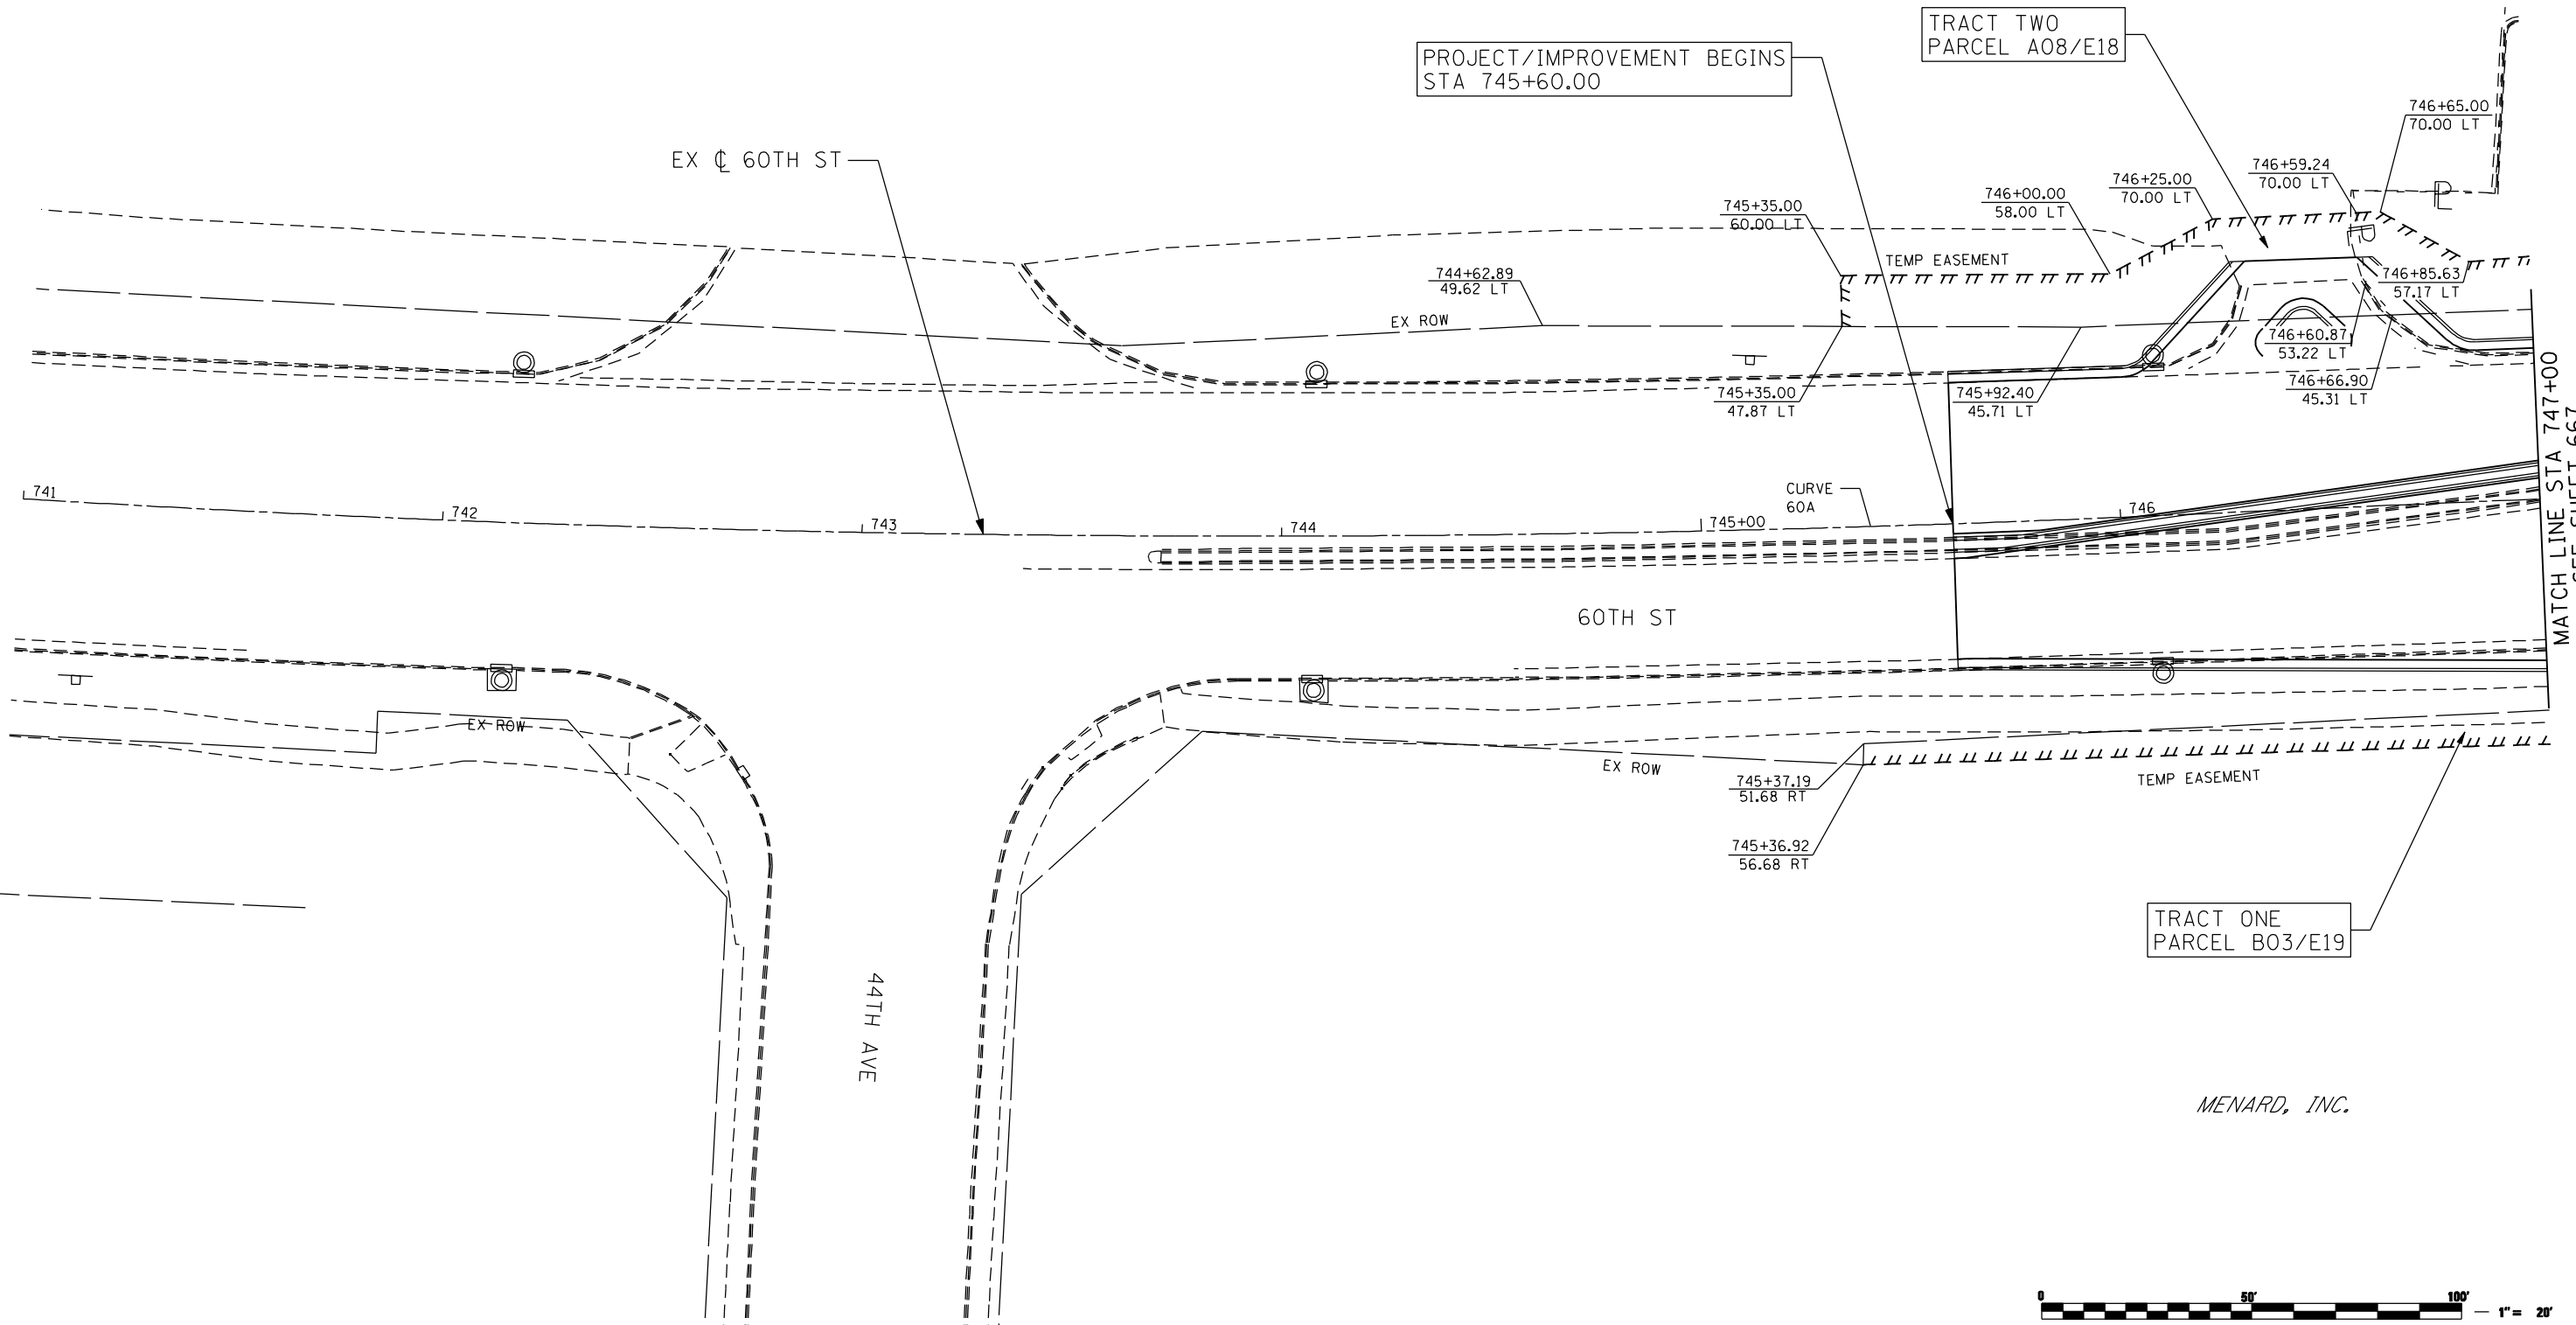 TRACT TWO
PARCEL A08/E18
PROJECT/IMPROVEMENT BEGINS
STA 745+60.00
746+65.00
70.00 LT
EX ℄ 60TH ST
746+59.24
70.00 LT
746+25.00
70.00 LT
746+00.00
58.00 LT
745+35.00
60.00 LT
TEMP EASEMENT
744+62.89
49.62 LT
746+85.63
57.17 LT
EX ROW
746+60.87
53.22 LT
746+66.90
45.31 LT
745+35.00
47.87 LT
745+92.40
45.71 LT
MATCH LINE STA 747+00
SEE SHEET 667
741
742
743
744
745+00
746
CURVE
60A
60TH ST
EX ROW
EX ROW
745+37.19
51.68 RT
TEMP EASEMENT
745+36.92
56.68 RT
TRACT ONE
PARCEL B03/E19
44TH AVE
MENARD, INC.
0 50' 100'
1" = 20'